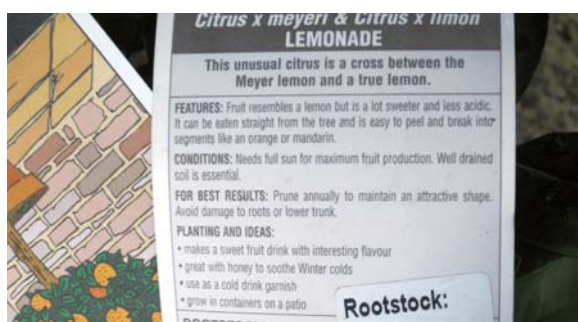 Citrus x meyeri & Citrus x limon
LEMONADE
This unusual citrus is a cross between the
Meyer lemon and a true lemon.
FEATURES: Fruit resembles a lemon but is a lot sweeter and less acidic.
It can be eaten straight from the tree and is easy to peel and break into
segments like an orange or mandarin.
CONDITIONS: Needs full sun for maximum fruit production. Well drained
soil is essential.
FOR BEST RESULTS: Prune annually to maintain an attractive shape.
Avoid damage to roots or lower trunk.
PLANTING AND IDEAS:
• makes a sweet fruit drink with interesting flavour
• great with honey to soothe Winter colds
• use as a cold drink garnish
• grow in containers on a patio
Rootstock: